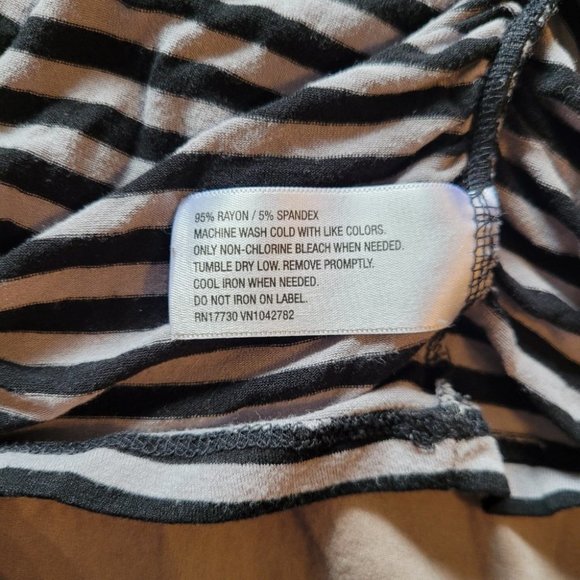 95% RAYON / 5% SPANDEX
MACHINE WASH COLD WITH LIKE COLORS.
ONLY NON-CHLORINE BLEACH WHEN NEEDED.
TUMBLE DRY LOW. REMOVE PROMPTLY.
COOL IRON WHEN NEEDED.
DO NOT IRON ON LABEL.
RN17730 VN1042782